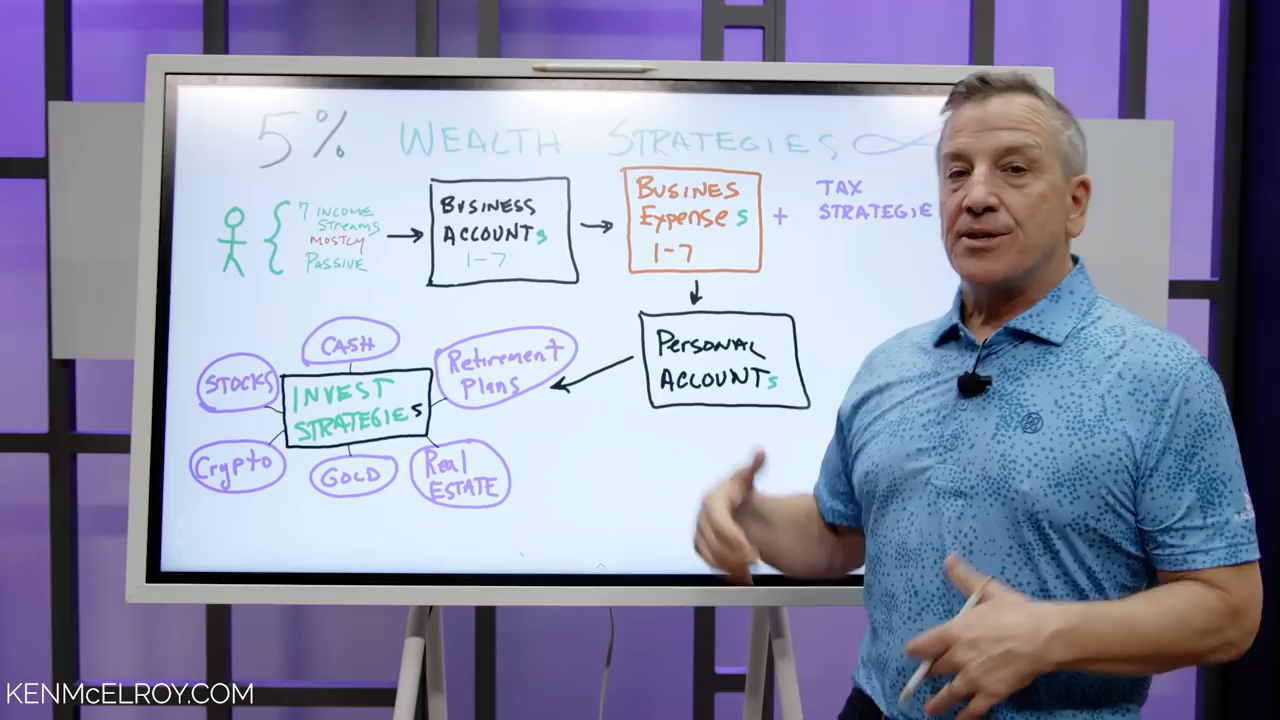 5% WEALTH STRATEGIES
7 INCOME
STREAMS
MOSTLY
PASSIVE
BUSINESS
ACCOUNTs
1-7
BUSINES
Expenses
1-7
+
TAX
STRATEGIE
PERSONAL
ACCOUNTs
CASH
STOCKS
Retirement
Plans
INVEST
STRATEGIES
Crypto
GOLD
Real
ESTATE
KENMcELROY.COM